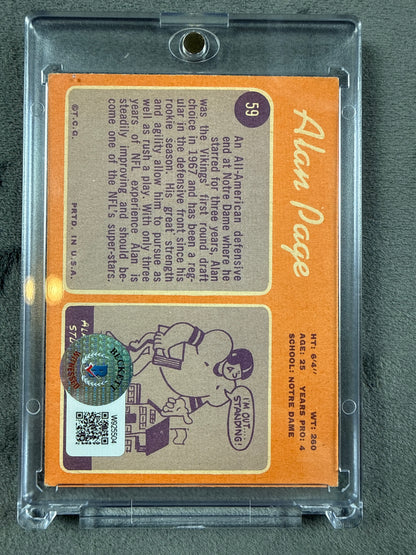 Alan Page
HT: 6'4" WT: 260
AGE: 25 YEARS PRO: 4
SCHOOL: NOTRE DAME
59
An All-American defensive
end at Notre Dame where he
starred for three years, Alan
was the Vikings' first round draft
choice in 1967 and has been a reg-
ular in the defensive front since his
rookie season. His great strength
and agility allow him to pursue as
well as rush a play. With only three
years of NFL experience Alan is
steadily improving and should be-
come one of the NFL's super-stars.
©T.C.G. PRTD. IN U.S.A.
I'M OUT
STANDING!
BECKETT
WITNESSED
W925504